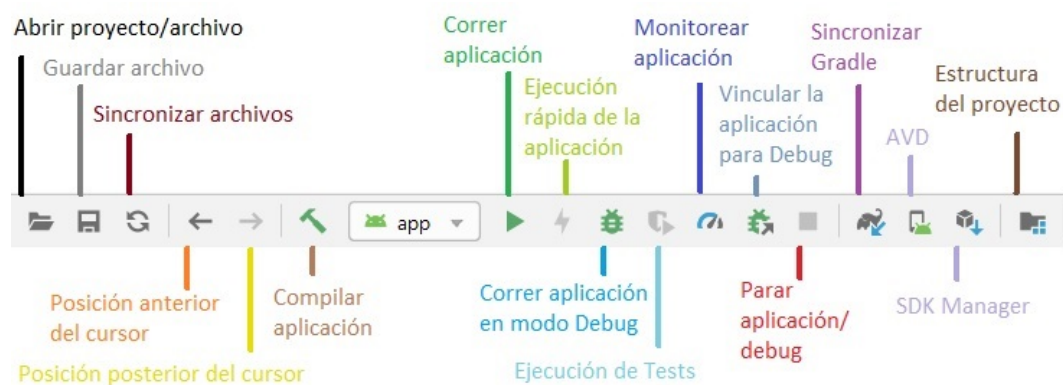 Abrir proyecto/archivo
Guardar archivo
Sincronizar archivos
Correr
aplicación
Ejecución
rápida de la
aplicación
Monitorear
aplicación
Vincular la
aplicación
para Debug
Sincronizar
Gradle
AVD
Estructura
del proyecto
app
Posición anterior
del cursor
Posición posterior del cursor
Compilar
aplicación
Correr aplicación
en modo Debug
Ejecución de Tests
Parar
aplicación/
debug
SDK Manager